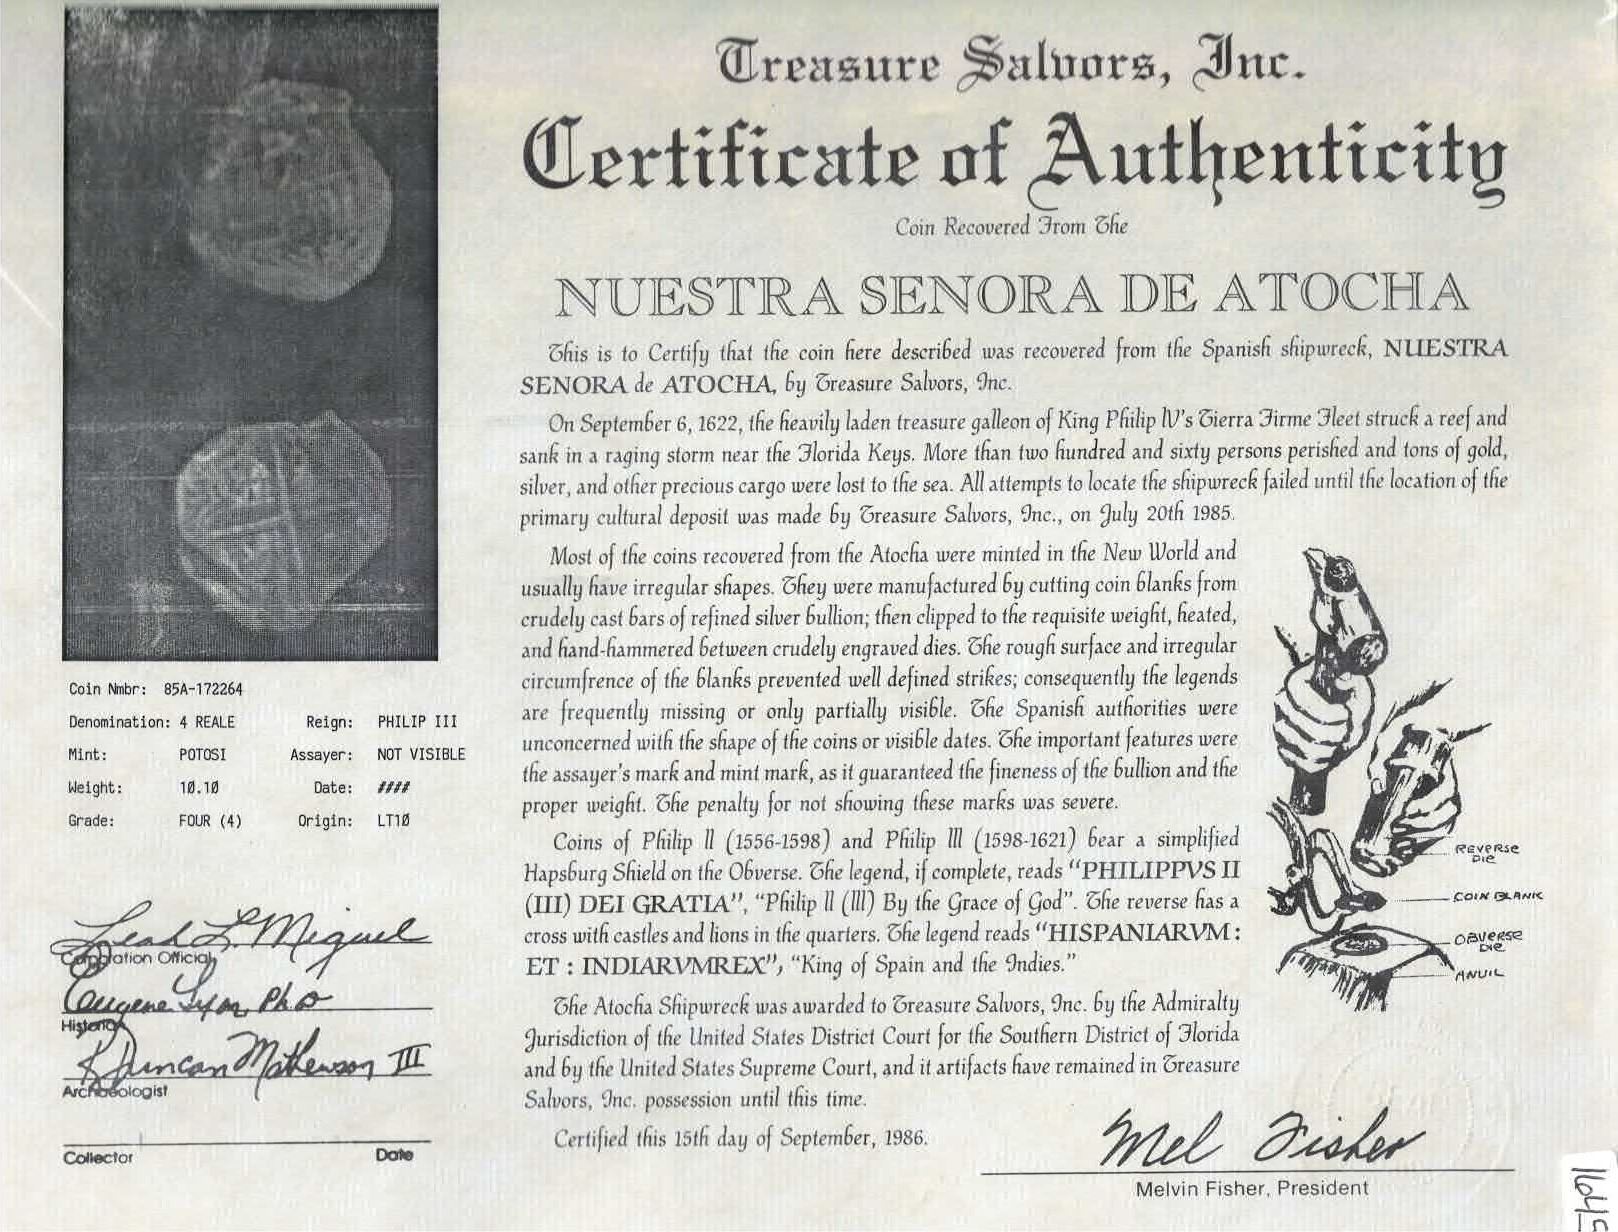 Treasure Salvors, Inc.
Certificate of Authenticity
Coin Recovered From The
NUESTRA SENORA DE ATOCHA
This is to Certify that the coin here described was recovered from the Spanish shipwreck, NUESTRA
SENORA de ATOCHA, by Treasure Salvors, Inc.
On September 6, 1622, the heavily laden treasure galleon of King Philip IV's Tierra Firme Fleet struck a reef and
sank in a raging storm near the Florida Keys. More than two hundred and sixty persons perished and tons of gold,
silver, and other precious cargo were lost to the sea. All attempts to locate the shipwreck failed until the location of the
primary cultural deposit was made by Treasure Salvors, Inc., on July 20th 1985.
Most of the coins recovered from the Atocha were minted in the New World and
usually have irregular shapes. They were manufactured by cutting coin blanks from
crudely cast bars of refined silver bullion; then clipped to the requisite weight, heated,
and hand-hammered between crudely engraved dies. The rough surface and irregular
circumfrence of the blanks prevented well defined strikes; consequently the legends
are frequently missing or only partially visible. The Spanish authorities were
unconcerned with the shape of the coins or visible dates. The important features were
the assayer's mark and mint mark, as it guaranteed the fineness of the bullion and the
proper weight. The penalty for not showing these marks was severe.
Coins of Philip II (1556-1598) and Philip III (1598-1621) bear a simplified
Hapsburg Shield on the Obverse. The legend, if complete, reads "PHILIPPVS II
(III) DEI GRATIA", "Philip II (III) By the Grace of God". The reverse has a
cross with castles and lions in the quarters. The legend reads "HISPANIARVM :
ET : INDIARVMREX", "King of Spain and the Indies."
The Atocha Shipwreck was awarded to Treasure Salvors, Inc. by the Admiralty
Jurisdiction of the United States District Court for the Southern District of Florida
and by the United States Supreme Court, and it artifacts have remained in Treasure
Salvors, Inc. possession until this time.
Certified this 15th day of September, 1986.
Mel Fisher
Melvin Fisher, President
REVERSE
DIE
COIN BLANK
OBVERSE
DIE
ANVIL
Coin Nmbr: 85A-172264
Denomination: 4 REALE Reign: PHILIP III
Mint: POTOSI Assayer: NOT VISIBLE
Weight: 10.10 Date: ####
Grade: FOUR (4) Origin: LT10
Leah L. Miguel
Corporation Official
Eugene Lyon PhD
Historian
R Duncan Mathewson III
Archaeologist
Collector Date
1645